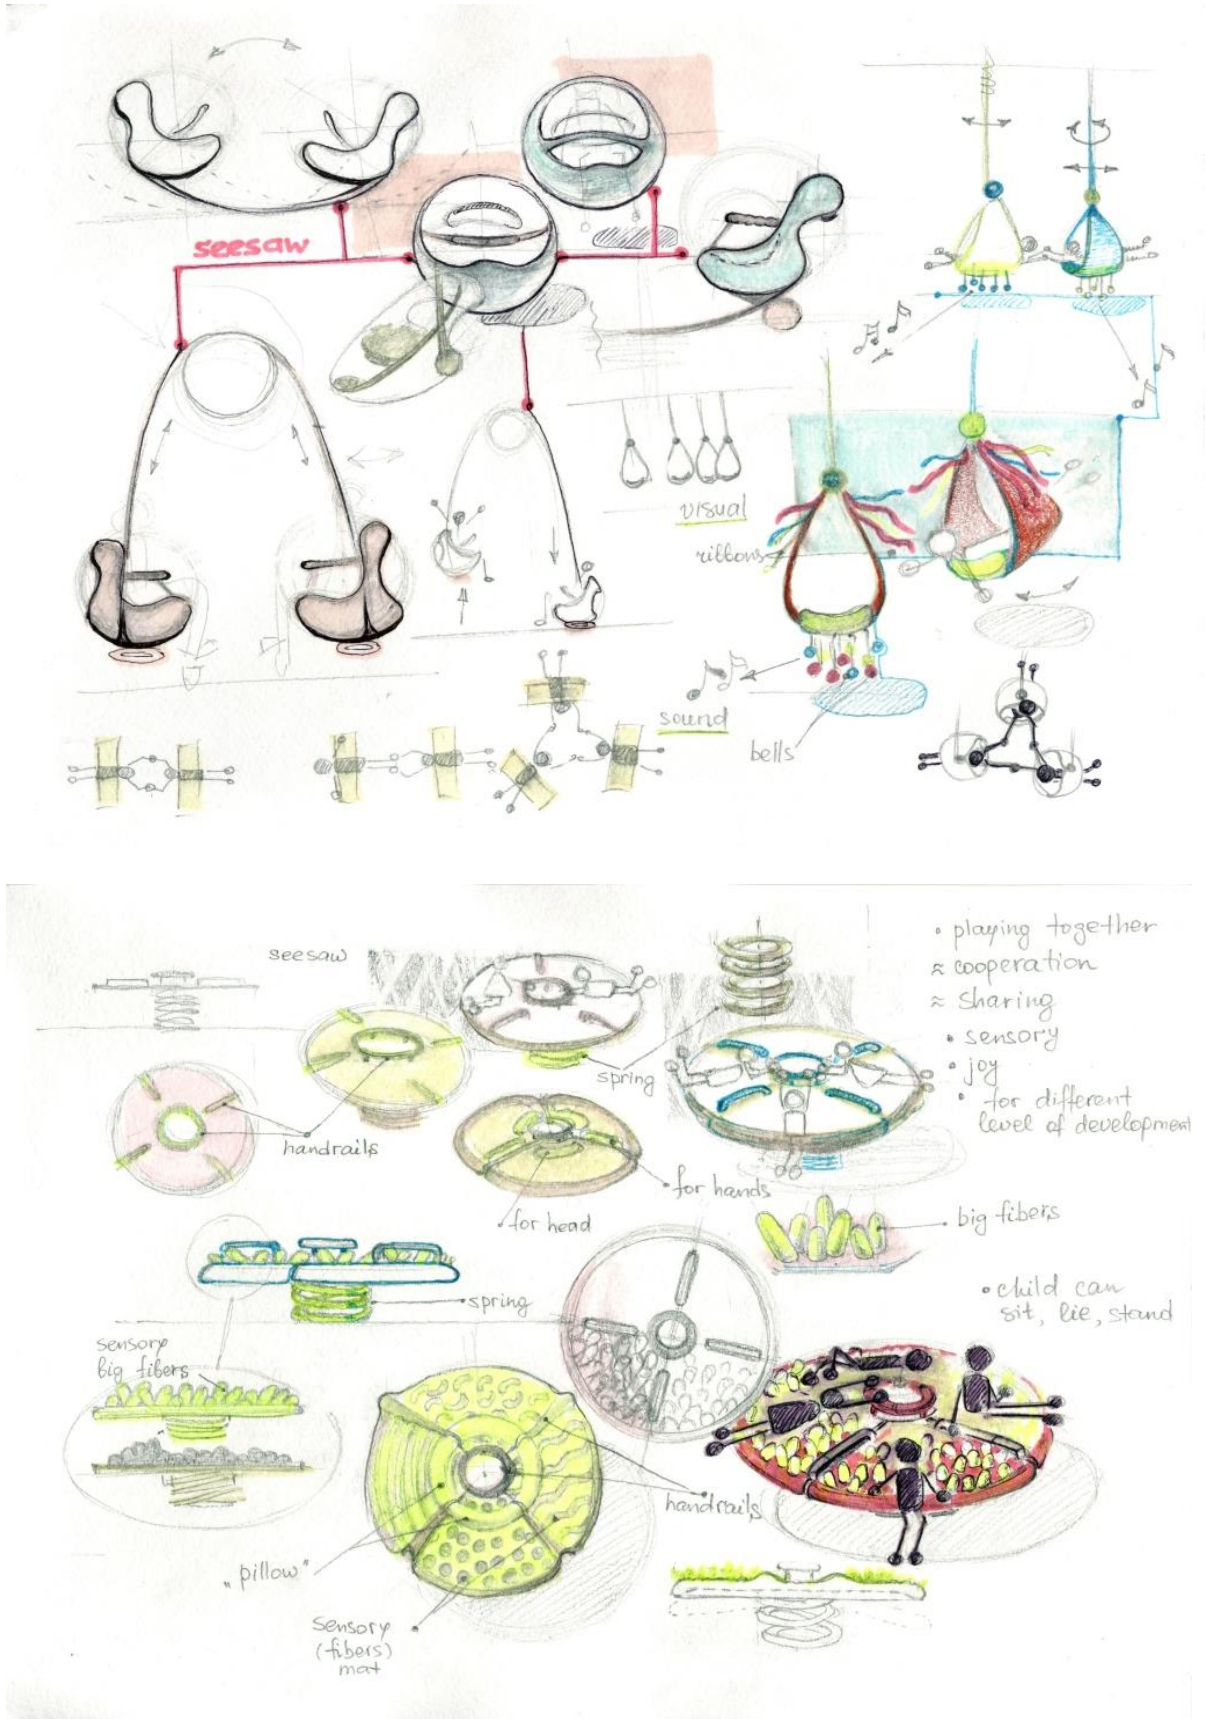 seesaw
visual
ribbons
sound
bells
seesaw
• playing together
≈ cooperation
≈ sharing
• sensory
• joy
• for different
level of development
spring
handrails
• for hands
• for head
big fibers
spring
• child can
sit, lie, stand
sensory
big fibers
handrails
„pillow"
sensory
(fibers)
mat